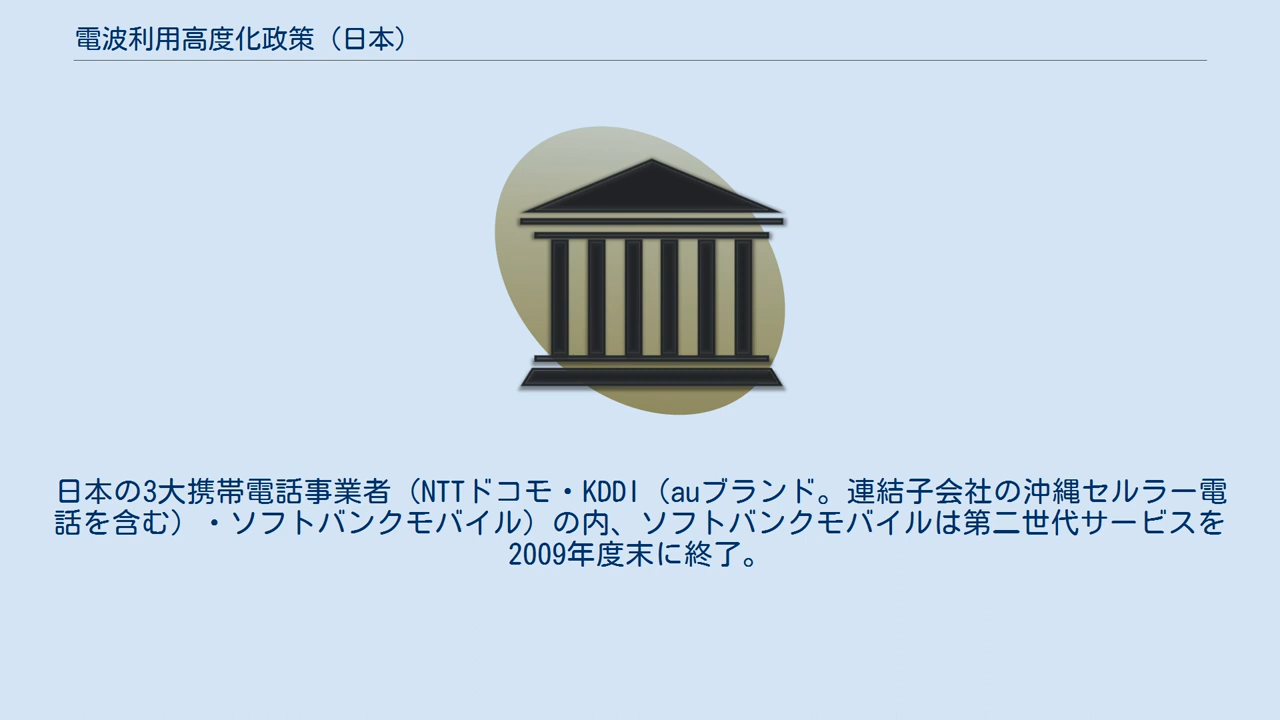 電波利用高度化政策（日本）
日本の3大携帯電話事業者（NTTドコモ・KDDI（auブランド。連結子会社の沖縄セルラー電
話を含む）・ソフトバンクモバイル）の内、ソフトバンクモバイルは第二世代サービスを
2009年度末に終了。